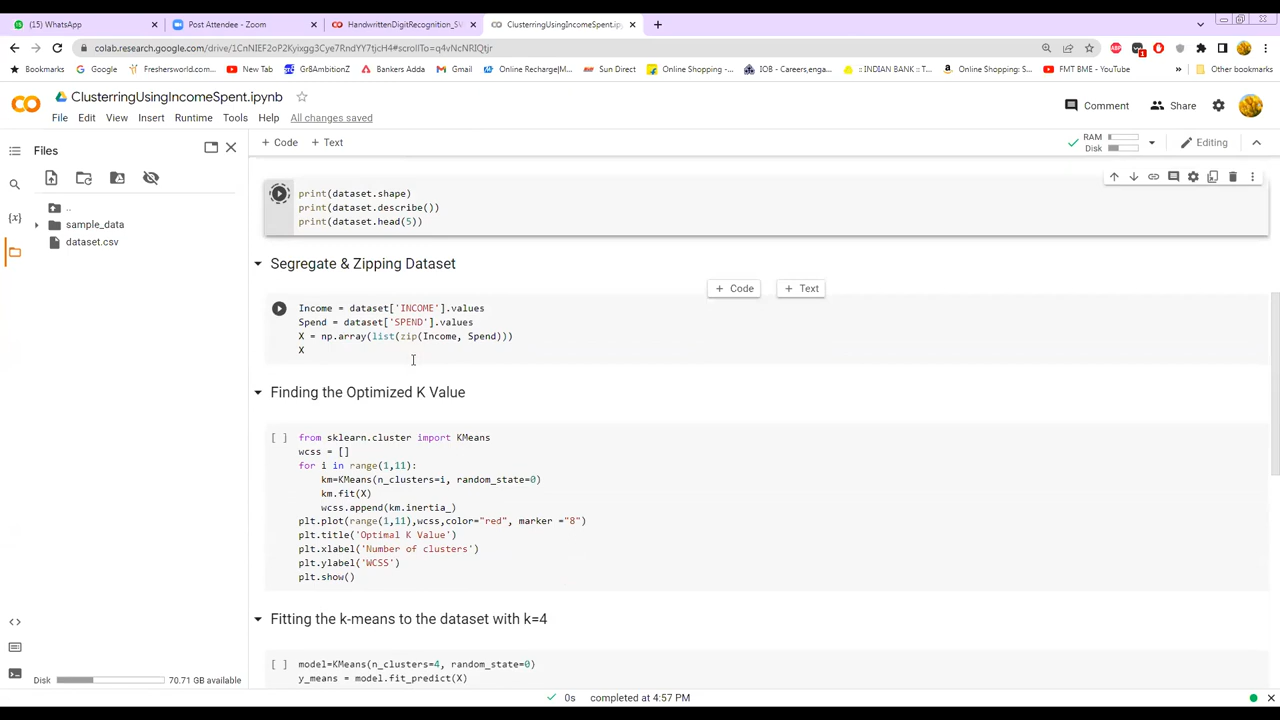 (15) WhatsApp
Post Attendee - Zoom
HandwrittenDigitRecognition_SV
ClusterringUsingIncomeSpent.ipyn
colab.research.google.com/drive/1CnNIEF2oP2Kyixgg3Cye7RndYY7tjcH4#scrollTo=q4vNcNRIQtjr
Bookmarks
Google
Freshersworld.com...
New Tab
Gr8AmbitionZ
Bankers Adda
Gmail
Online Recharge|M...
Sun Direct
Online Shopping -...
IOB - Careers,enga...
:: INDIAN BANK :: T...
Online Shopping: S...
FMT BME - YouTube
»
Other bookmarks
ClusterringUsingIncomeSpent.ipynb
Comment
Share
File Edit View Insert Runtime Tools Help All changes saved
Files
+ Code + Text
RAM
Disk
Editing
..
sample_data
dataset.csv
print(dataset.shape)
print(dataset.describe())
print(dataset.head(5))
Segregate & Zipping Dataset
+ Code + Text
Income = dataset['INCOME'].values
Spend = dataset['SPEND'].values
X = np.array(list(zip(Income, Spend)))
X
Finding the Optimized K Value
[ ] from sklearn.cluster import KMeans
wcss = []
for i in range(1,11):
km=KMeans(n_clusters=i, random_state=0)
km.fit(X)
wcss.append(km.inertia_)
plt.plot(range(1,11),wcss,color="red", marker ="8")
plt.title('Optimal K Value')
plt.xlabel('Number of clusters')
plt.ylabel('WCSS')
plt.show()
Fitting the k-means to the dataset with k=4
[ ] model=KMeans(n_clusters=4, random_state=0)
y_means = model.fit_predict(X)
Disk 70.71 GB available
0s completed at 4:57 PM